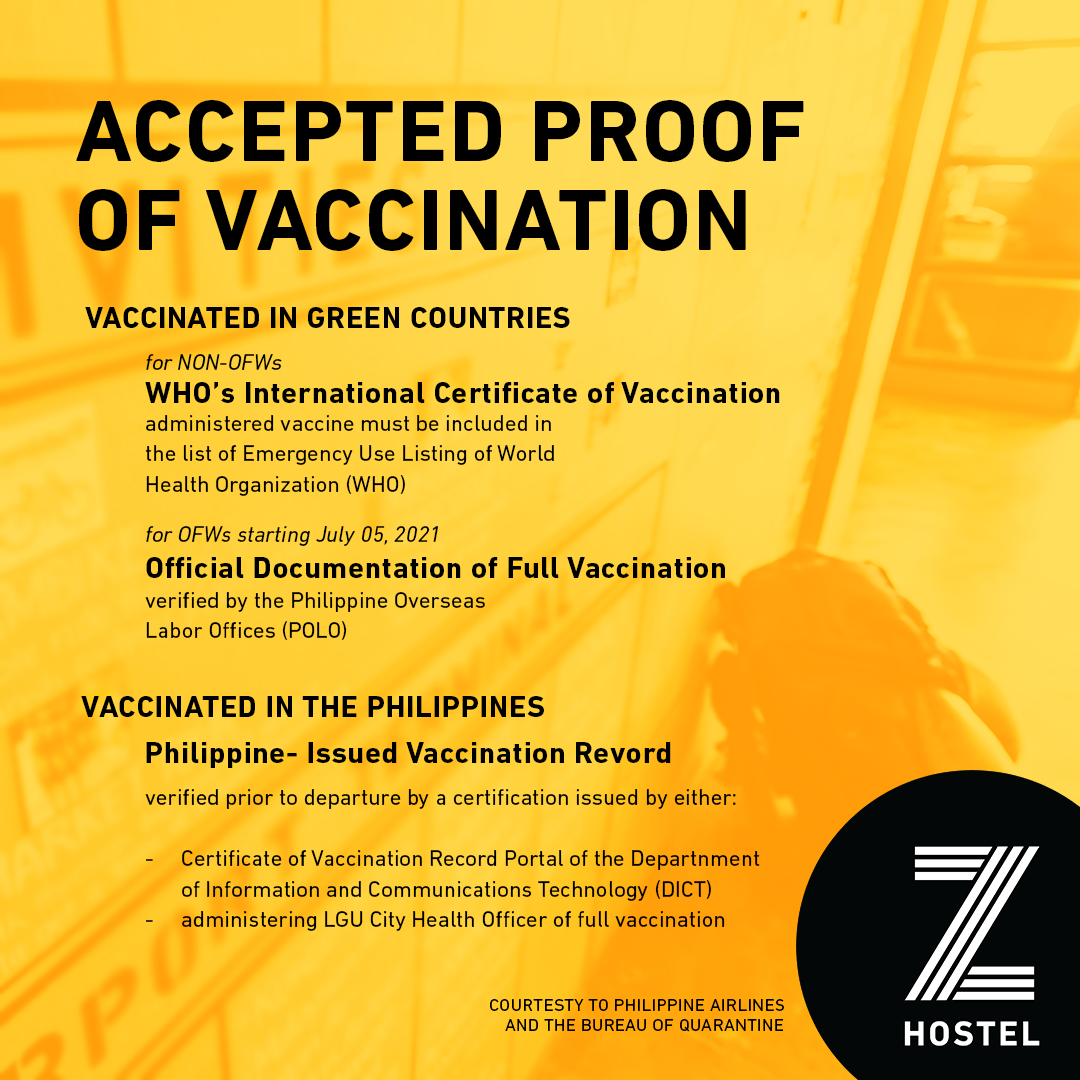 ACCEPTED PROOF
OF VACCINATION
VACCINATED IN GREEN COUNTRIES
for NON-OFWs
WHO’s International Certificate of Vaccination
administered vaccine must be included in
the list of Emergency Use Listing of World
Health Organization (WHO)
for OFWs starting July 05, 2021
Official Documentation of Full Vaccination
verified by the Philippine Overseas
Labor Offices (POLO)
VACCINATED IN THE PHILIPPINES
Philippine- Issued Vaccination Revord
verified prior to departure by a certification issued by either:
- Certificate of Vaccination Record Portal of the Departnment
of Information and Communications Technology (DICT)
- administering LGU City Health Officer of full vaccination
COURTESTY TO PHILIPPINE AIRLINES
AND THE BUREAU OF QUARANTINE
Z
HOSTEL